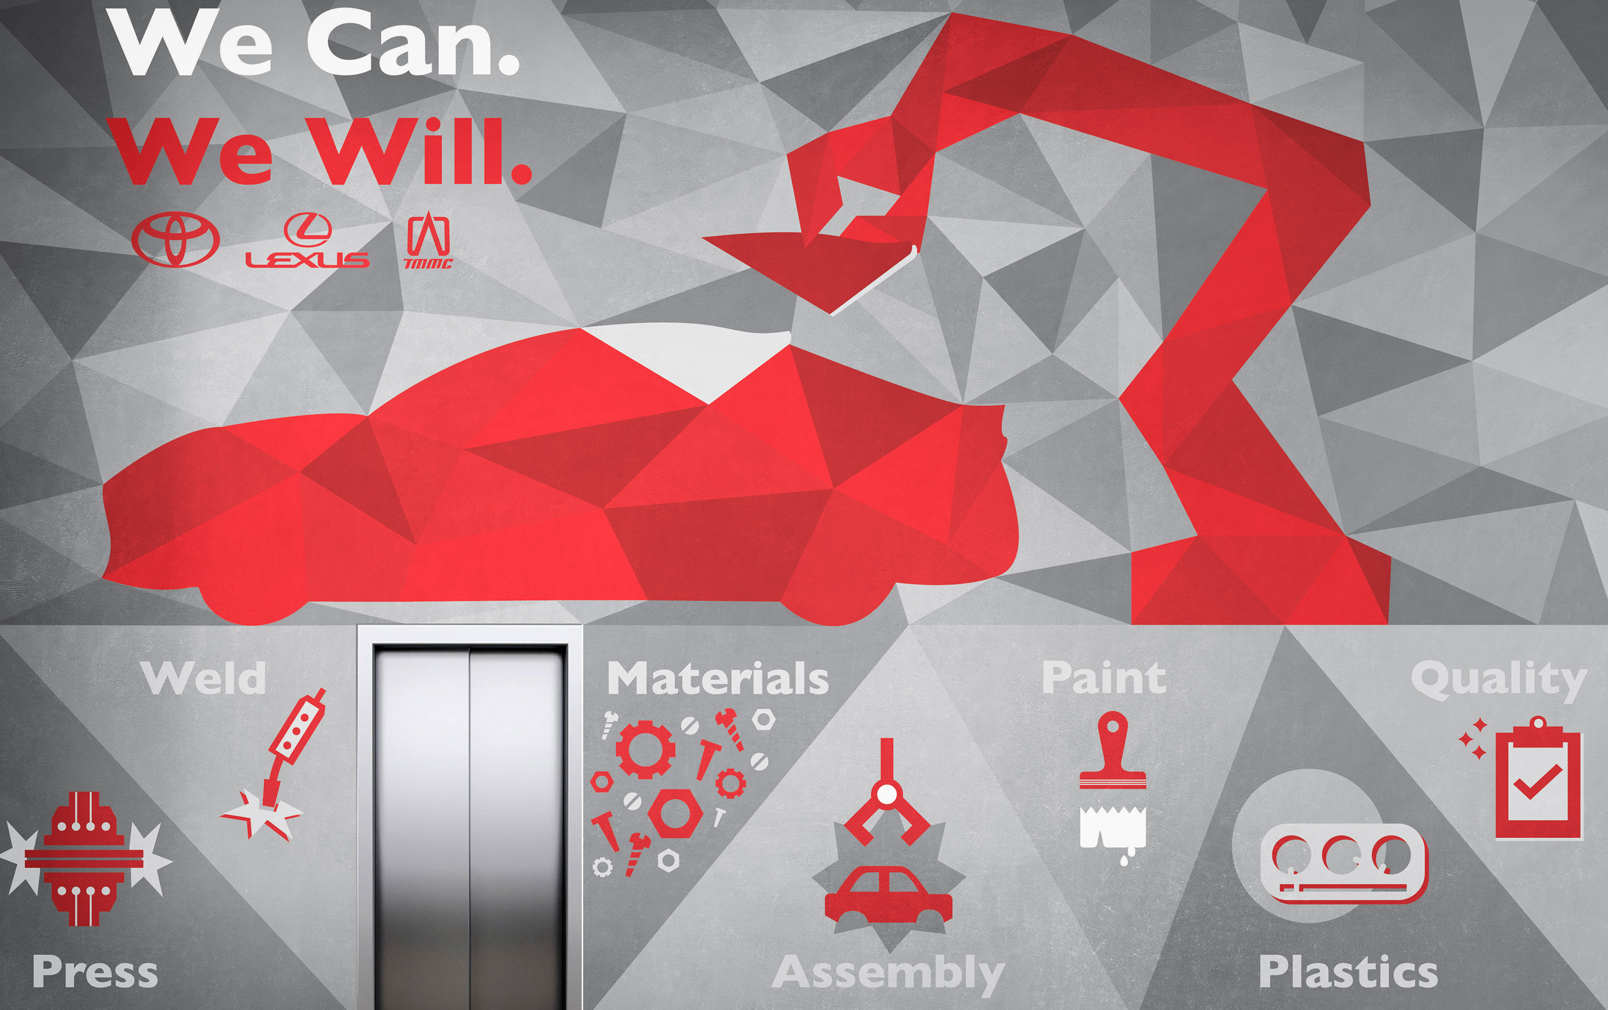 We Can.
We Will.
LEXUS
TMMC
Weld
Materials
Paint
Quality
Press
Assembly
Plastics